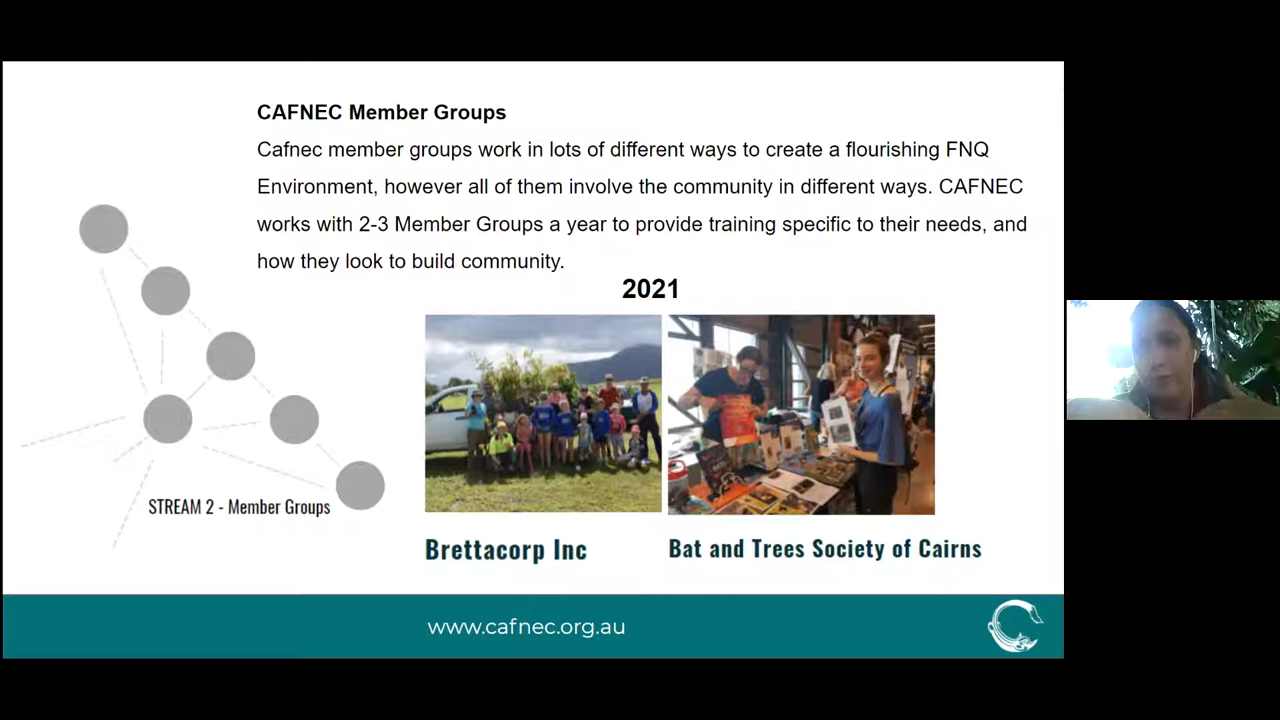 CAFNEC Member Groups
Cafnec member groups work in lots of different ways to create a flourishing FNQ
Environment, however all of them involve the community in different ways. CAFNEC
works with 2-3 Member Groups a year to provide training specific to their needs, and
how they look to build community.
2021
STREAM 2 - Member Groups
Brettacorp Inc
Bat and Trees Society of Cairns
www.cafnec.org.au